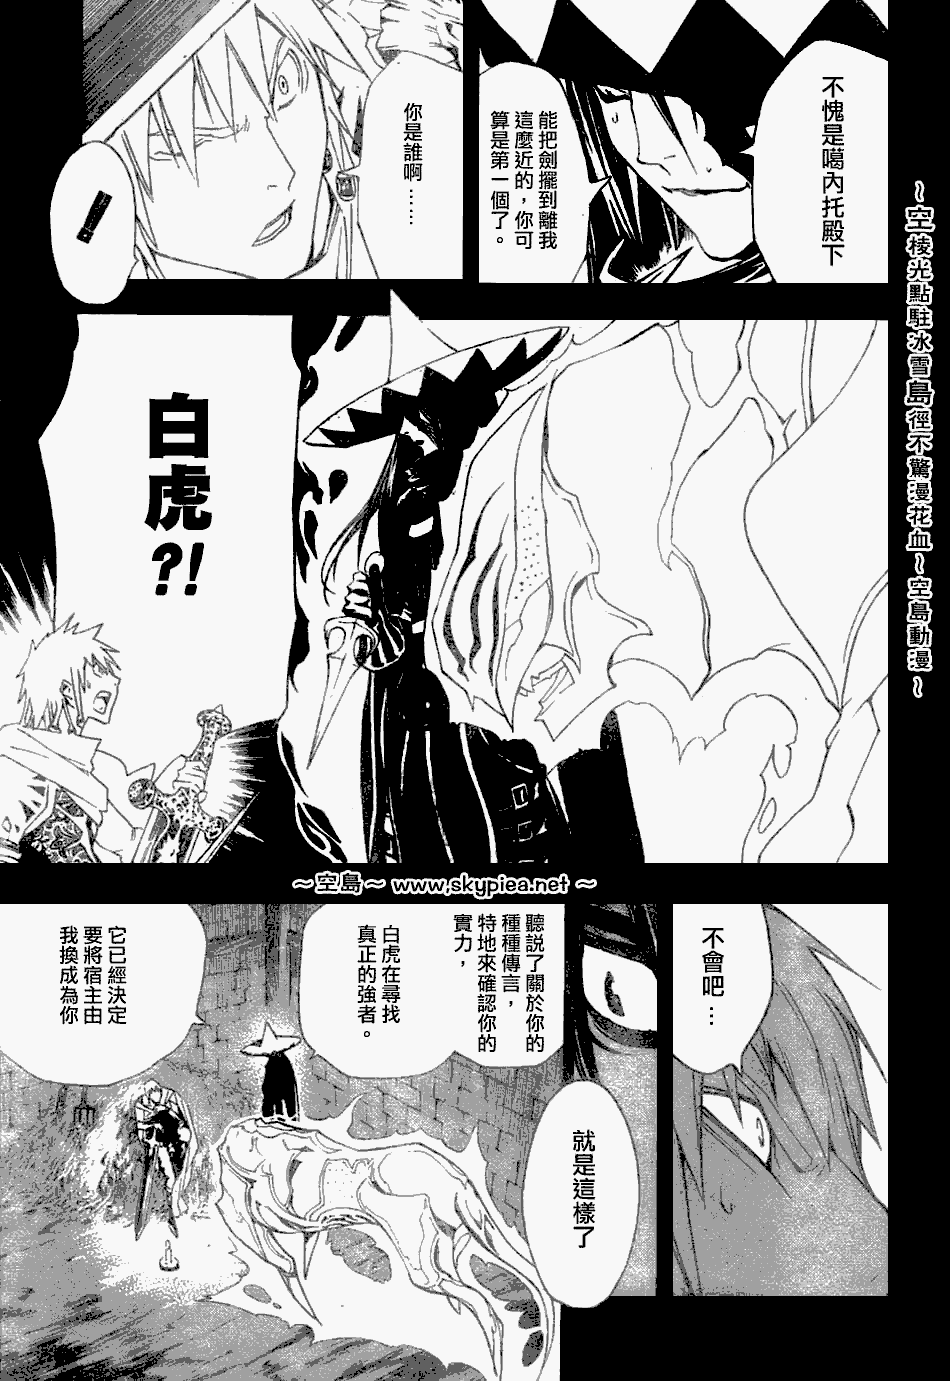 不愧是噶內托殿下
能把劍擺到離我
這麼近的，你可
算是第一個了。
你是誰啊……
！
白虎?!
～空島～ www.skypiea.net ～
不會吧…
就是這樣了
聽說了關於你的
種種傳言，
特地來確認你的
實力，
白虎在尋找
真正的強者。
它已經決定
要將宿主由
我換成為你
～空棱光點駐冰雪島徑不驚漫花血～空島動漫～